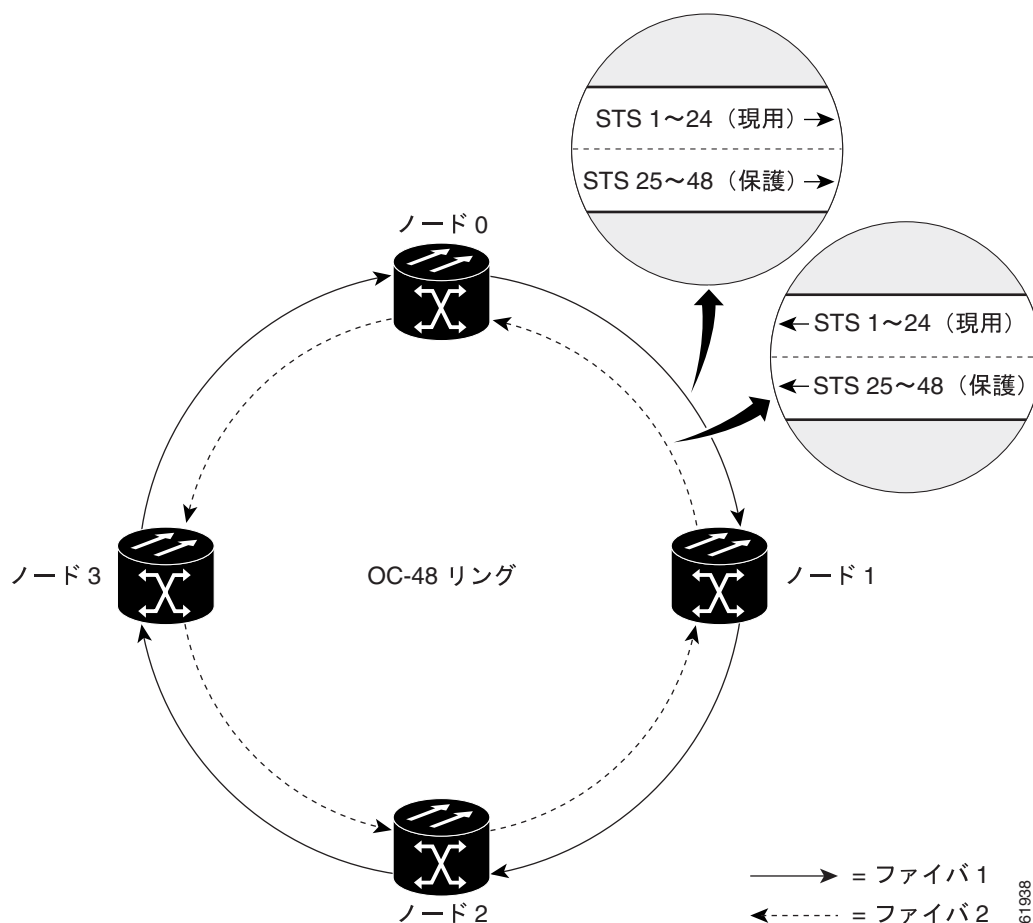 STS 1~24（現用）
STS 25~48（保護）
ノード 0
STS 1~24（現用）
STS 25~48（保護）
ノード 3
OC-48 リング
ノード 1
ノード 2
= ファイバ 1
= ファイバ 2
61938